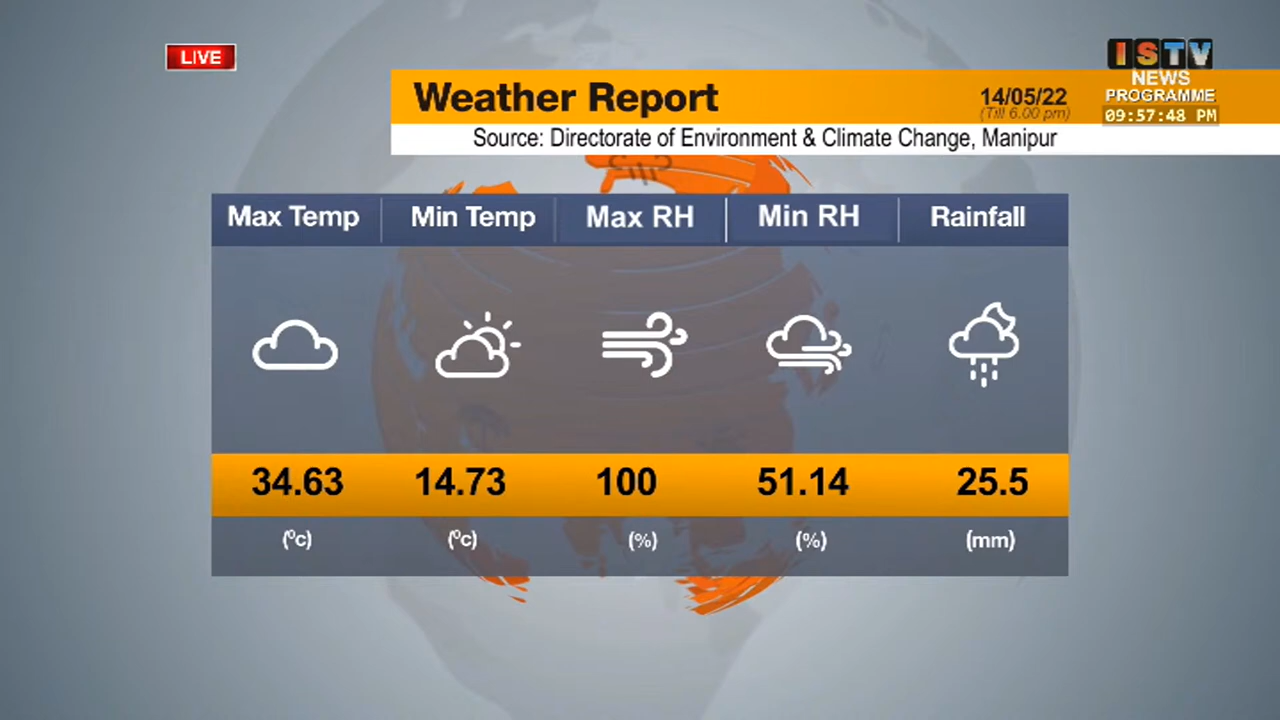 LIVE
ISTV
NEWS
PROGRAMME
09:57:48 PM
Weather Report
14/05/22
(Till 6.00 pm)
Source: Directorate of Environment & Climate Change, Manipur
Max Temp Min Temp Max RH Min RH Rainfall
34.63 14.73 100 51.14 25.5
(⁰c) (⁰c) (%) (%) (mm)